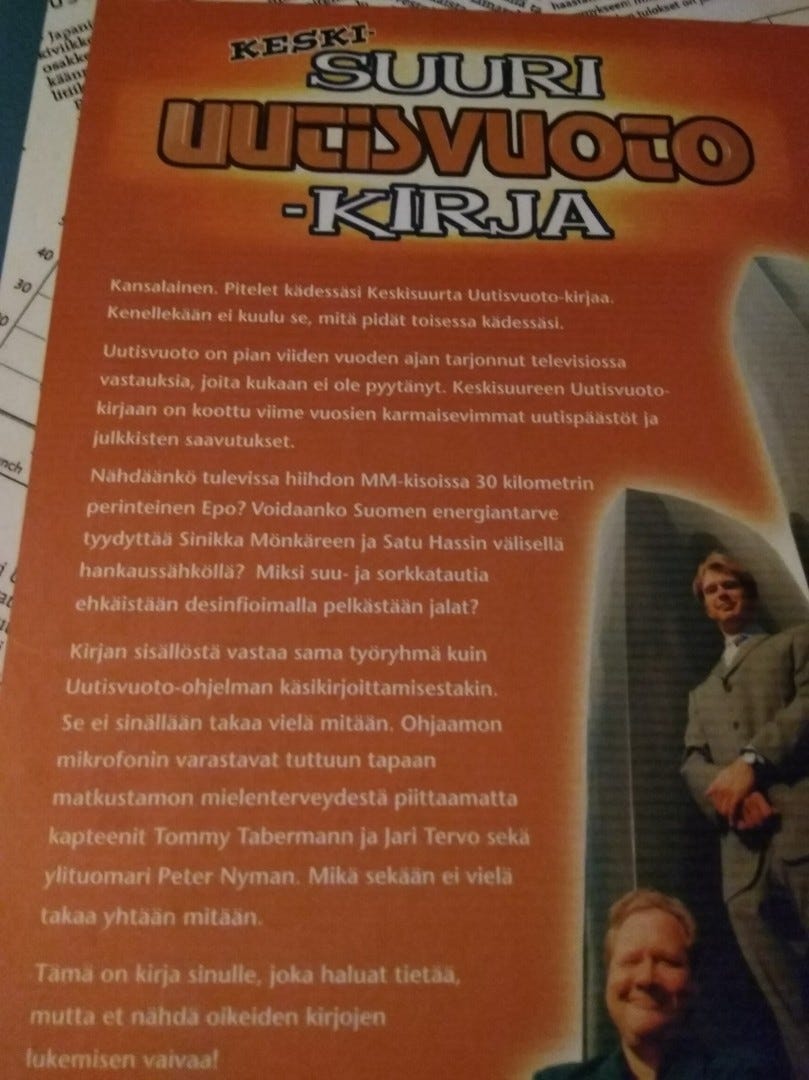 KESKI-
SUURI
UUTISVUOTO
-KIRJA
Kansalainen. Pitelet kädessäsi Keskisuurta Uutisvuoto-kirjaa.
Kenellekään ei kuulu se, mitä pidät toisessa kädessäsi.
Uutisvuoto on pian viiden vuoden ajan tarjonnut televisiossa
vastauksia, joita kukaan ei ole pyytänyt. Keskisuureen Uutisvuoto-
kirjaan on koottu viime vuosien karmaisevimmat uutispäästöt ja
julkkisten saavutukset.
Nähdäänkö tulevissa hiihdon MM-kisoissa 30 kilometrin
perinteinen Epo? Voidaanko Suomen energiantarve
tyydyttää Sinikka Mönkäreen ja Satu Hassin välisellä
hankaussähköllä? Miksi suu- ja sorkkatautia
ehkäistään desinfioimalla pelkästään jalat?
Kirjan sisällöstä vastaa sama työryhmä kuin
Uutisvuoto-ohjelman käsikirjoittamisestakin.
Se ei sinällään takaa vielä mitään. Ohjaamon
mikrofonin varastavat tuttuun tapaan
matkustamon mielenterveydestä piittaamatta
kapteenit Tommy Tabermann ja Jari Tervo sekä
ylituomari Peter Nyman. Mikä sekään ei vielä
takaa yhtään mitään.
Tämä on kirja sinulle, joka haluat tietää,
mutta et nähdä oikeiden kirjojen
lukemisen vaivaa!
40
30